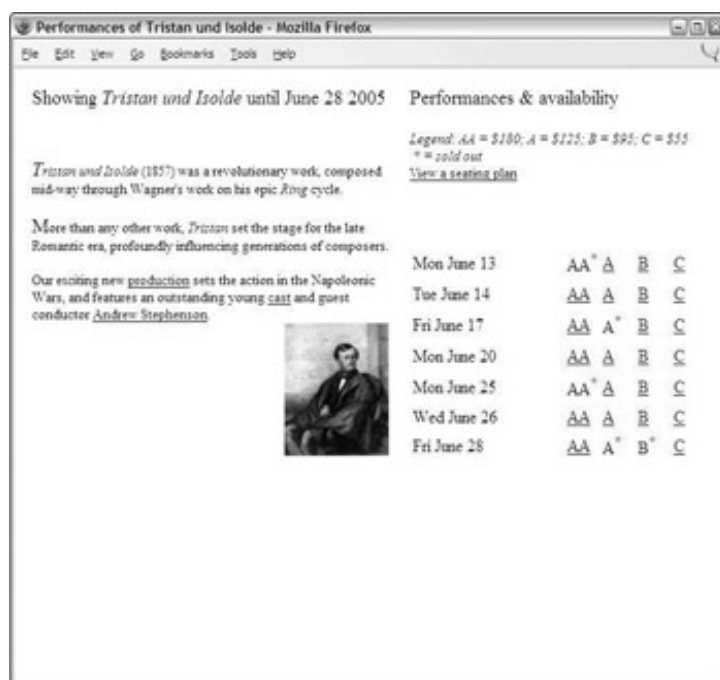 Performances of Tristan und Isolde - Mozilla Firefox
File Edit View Go Bookmarks Tools Help
Showing Tristan und Isolde until June 28 2005
Tristan und Isolde (1857) was a revolutionary work, composed
mid-way through Wagner's work on his epic Ring cycle.
More than any other work, Tristan set the stage for the late
Romantic era, profoundly influencing generations of composers.
Our exciting new production sets the action in the Napoleonic
Wars, and features an outstanding young cast and guest
conductor Andrew Stephenson.
Performances & availability
Legend: AA = $180; A = $125; B = $95; C = $55
* = sold out
View a seating plan
Mon June 13 AA* A B C
Tue June 14 AA A B C
Fri June 17 AA A* B C
Mon June 20 AA A B C
Mon June 25 AA* A B C
Wed June 26 AA A B C
Fri June 28 AA A* B* C